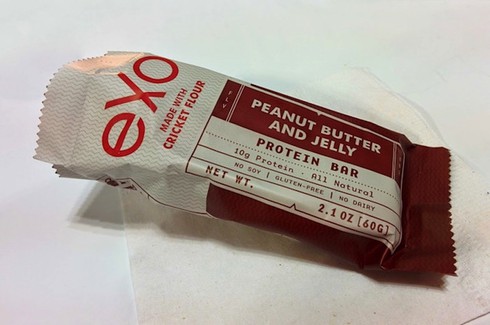 exo
MADE WITH
CRICKET FLOUR
PEANUT BUTTER
AND JELLY
PROTEIN BAR
10g Protein · All Natural
NO SOY | GLUTEN-FREE | NO DAIRY
NET WT.
2.1 OZ [60G]